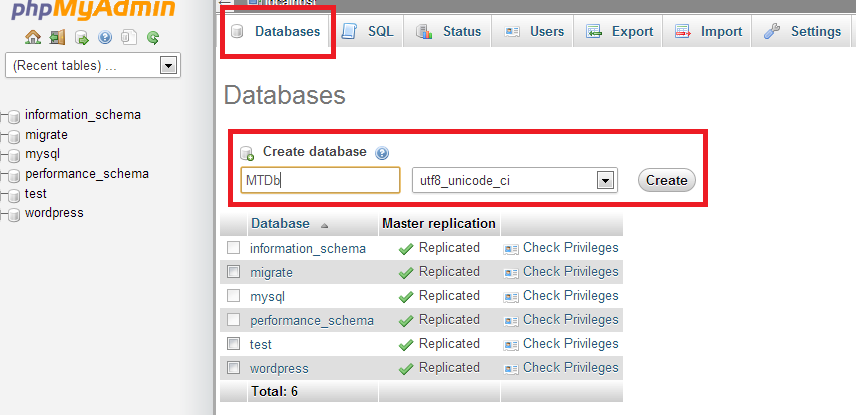 phpMyAdmin
(Recent tables) ...
information_schema
migrate
mysql
performance_schema
test
wordpress
localhost
Databases SQL Status Users Export Import Settings
Databases
Create database
MTDb utf8_unicode_ci Create
Database Master replication
information_schema Replicated Check Privileges
migrate Replicated Check Privileges
mysql Replicated Check Privileges
performance_schema Replicated Check Privileges
test Replicated Check Privileges
wordpress Replicated Check Privileges
Total: 6